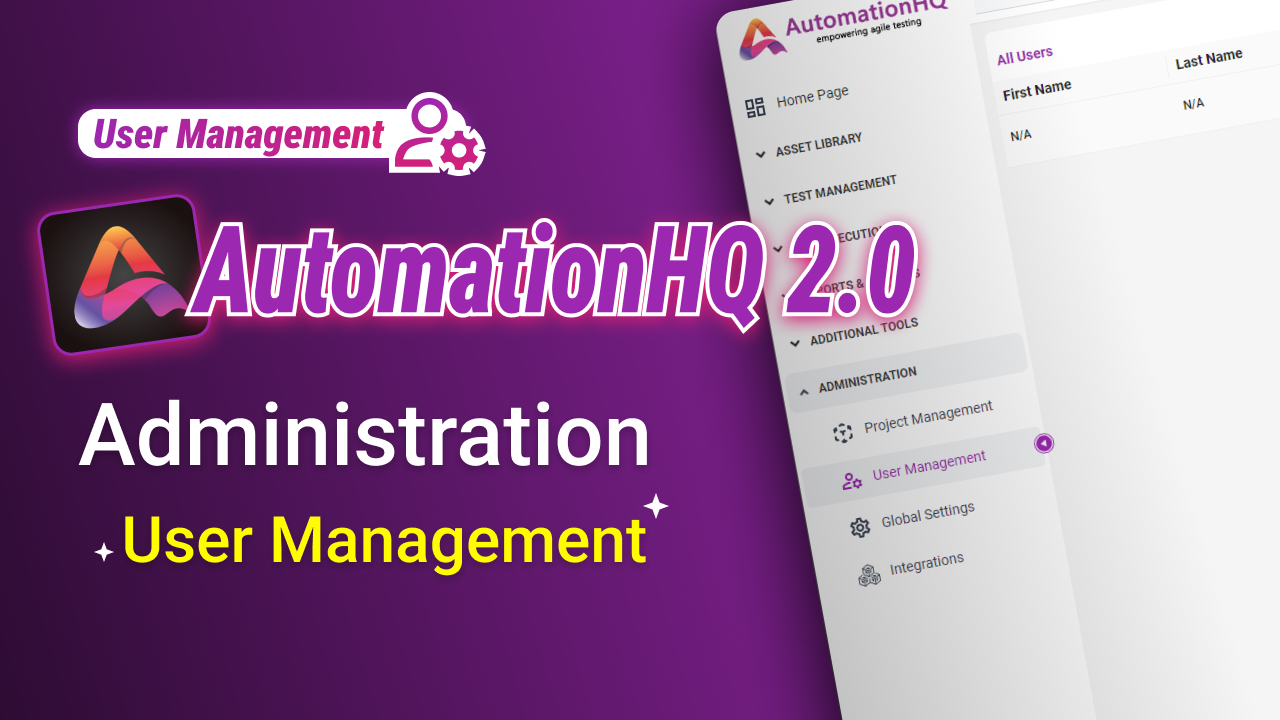 User Management
AutomationHQ 2.0
Administration
User Management
AutomationHQ
empowering agile testing
Home Page
ASSET LIBRARY
TEST MANAGEMENT
ADDITIONAL TOOLS
ADMINISTRATION
Project Management
User Management
Global Settings
Integrations
All Users
First Name Last Name
N/A N/A